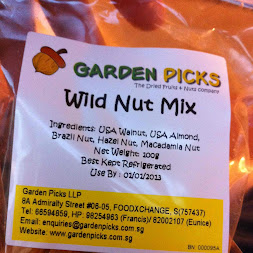 GARDEN PICKS
The Dried Fruits & Nuts Company
Wild Nut Mix
Ingredients: USA Walnut, USA Almond,
Brazil Nut, Hazel Nut, Macadamia Nut
Net Weight: 100g
Best Kept Refrigerated
Use By : 01/01/2013
Garden Picks LLP
8A Admiralty Street #06-05, FOODXCHANGE, S(757437)
Tel: 66594859, HP: 98254963 (Francis)/ 82002107 (Eunice)
Email: enquiries@gardenpicks.com.sg
Website: www.gardenpicks.com.sg